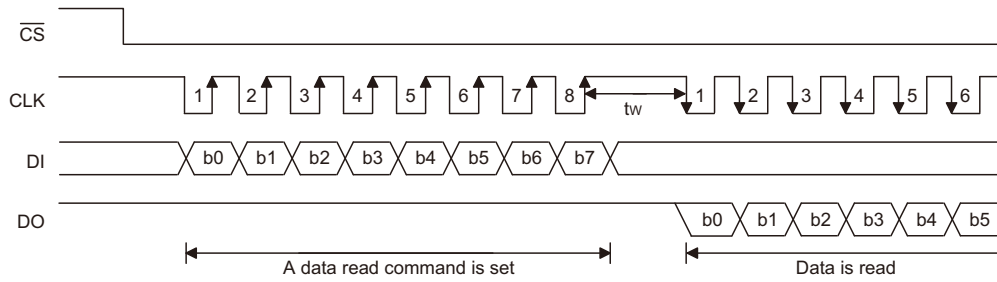 CS
CLK 1 2 3 4 5 6 7 8 tw 1 2 3 4 5 6
DI b0 b1 b2 b3 b4 b5 b6 b7
DO b0 b1 b2 b3 b4 b5
A data read command is set Data is read